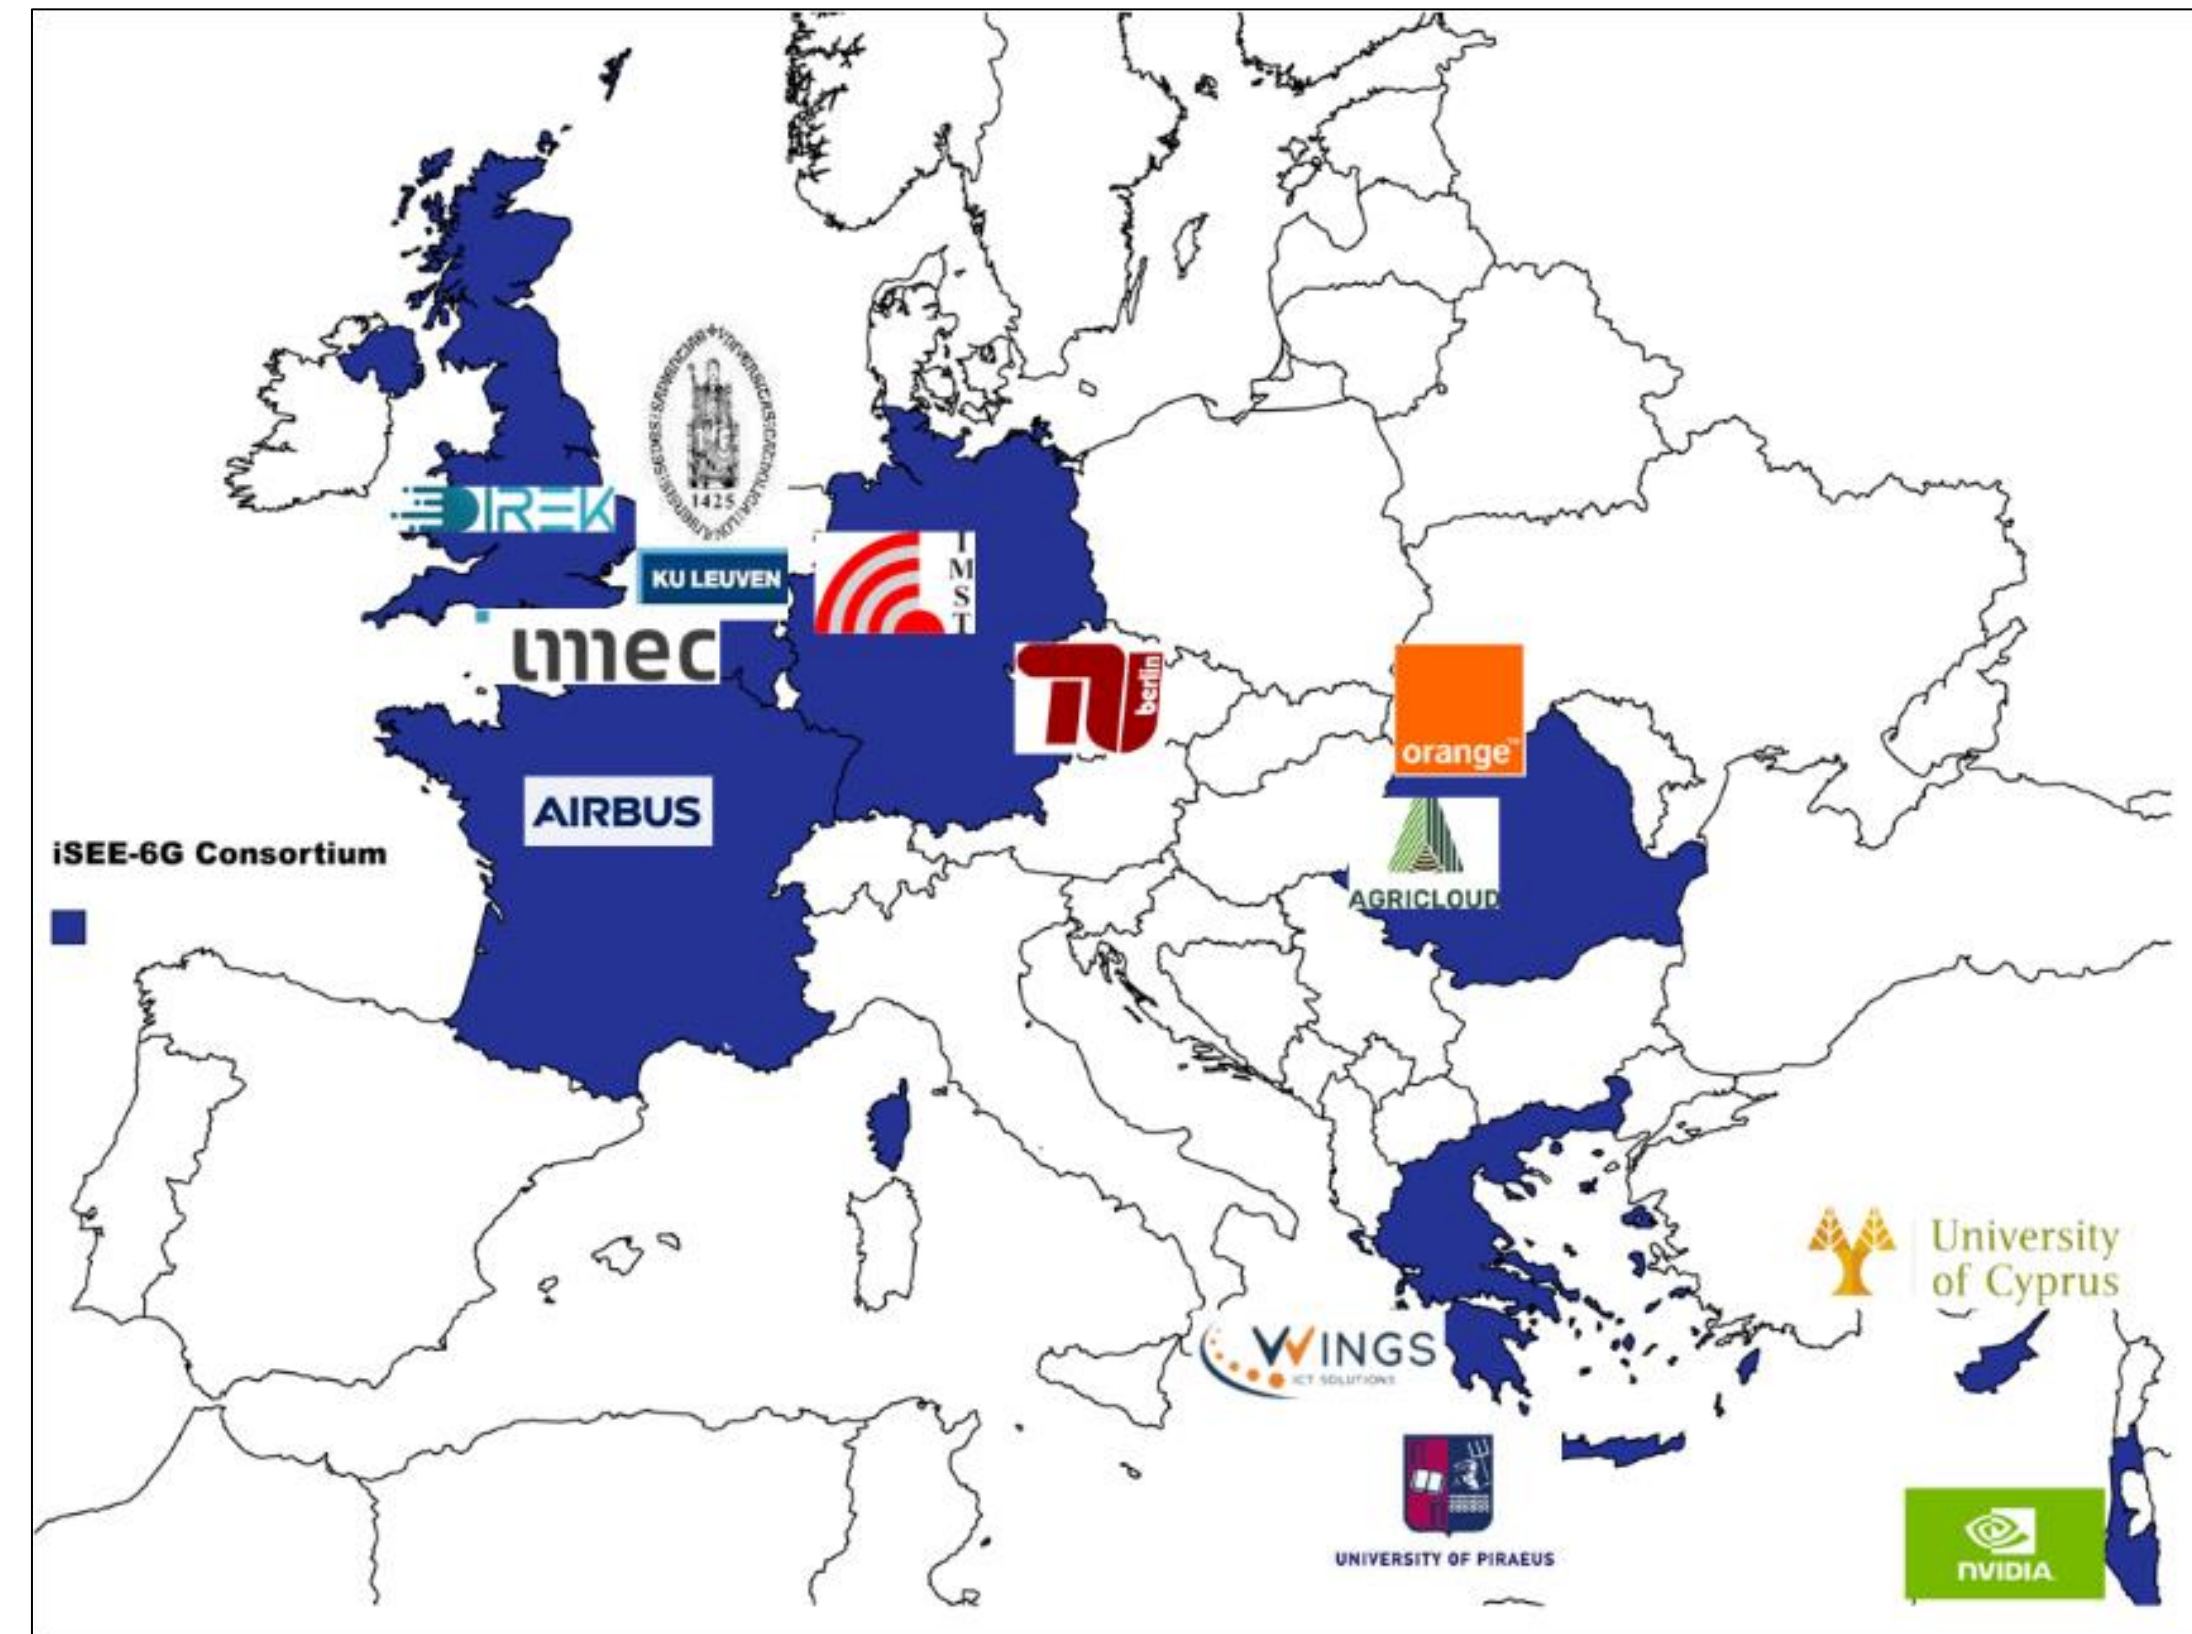 1425
DIREK
KU LEUVEN
IMST
imec
TU
berlin
orange™
AIRBUS
iSEE-6G Consortium
AGRICLOUD
University
of Cyprus
WINGS
ICT SOLUTIONS
UNIVERSITY OF PIRAEUS
NVIDIA